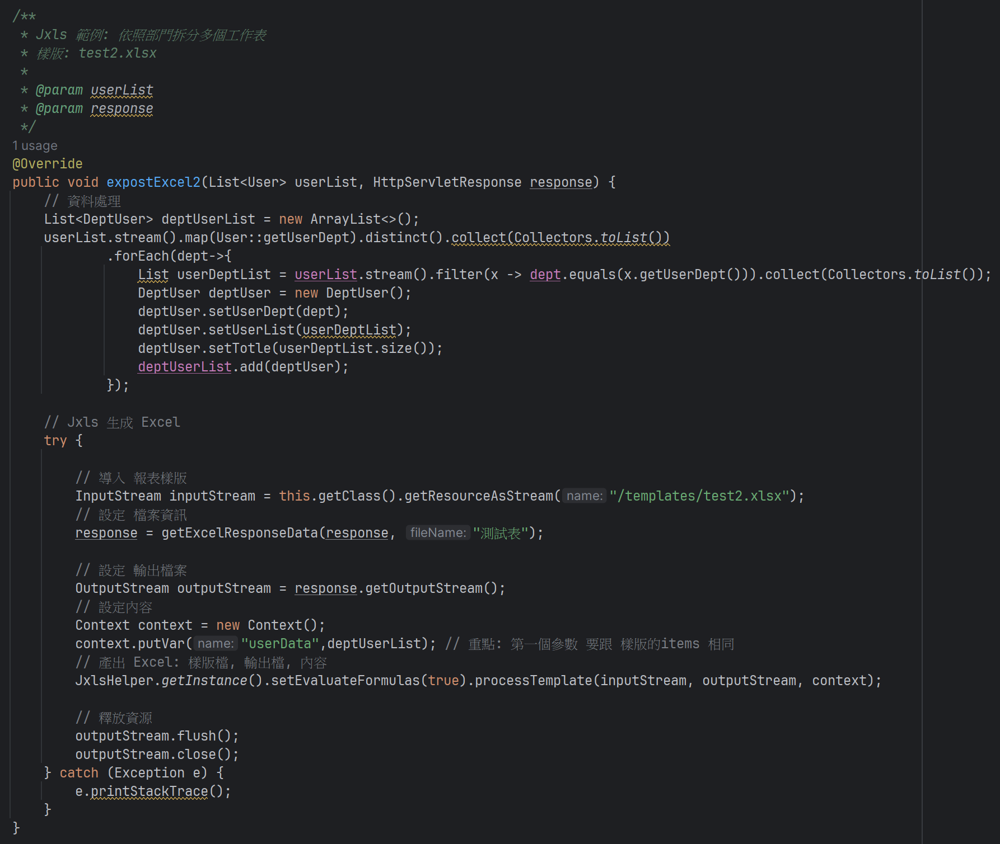 /**
 * Jxls 範例: 依照部門拆分多個工作表
 * 樣版: test2.xlsx
 *
 * @param userList
 * @param response
 */
1 usage
@Override
public void expostExcel2(List<User> userList, HttpServletResponse response) {
    // 資料處理
    List<DeptUser> deptUserList = new ArrayList<>();
    userList.stream().map(User::getUserDept).distinct().collect(Collectors.toList())
            .forEach(dept->{
                List userDeptList = userList.stream().filter(x -> dept.equals(x.getUserDept())).collect(Collectors.toList());
                DeptUser deptUser = new DeptUser();
                deptUser.setUserDept(dept);
                deptUser.setUserList(userDeptList);
                deptUser.setTotle(userDeptList.size());
                deptUserList.add(deptUser);
            });
    // Jxls 生成 Excel
    try {
        // 導入 報表樣版
        InputStream inputStream = this.getClass().getResourceAsStream( name: "/templates/test2.xlsx");
        // 設定 檔案資訊
        response = getExcelResponseData(response, fileName: "測試表");
        // 設定 輸出檔案
        OutputStream outputStream = response.getOutputStream();
        // 設定內容
        Context context = new Context();
        context.putVar( name: "userData",deptUserList); // 重點: 第一個參數 要跟 樣版的items 相同
        // 產出 Excel: 樣版檔, 輸出檔, 內容
        JxlsHelper.getInstance().setEvaluateFormulas(true).processTemplate(inputStream, outputStream, context);
        // 釋放資源
        outputStream.flush();
        outputStream.close();
    } catch (Exception e) {
        e.printStackTrace();
    }
}